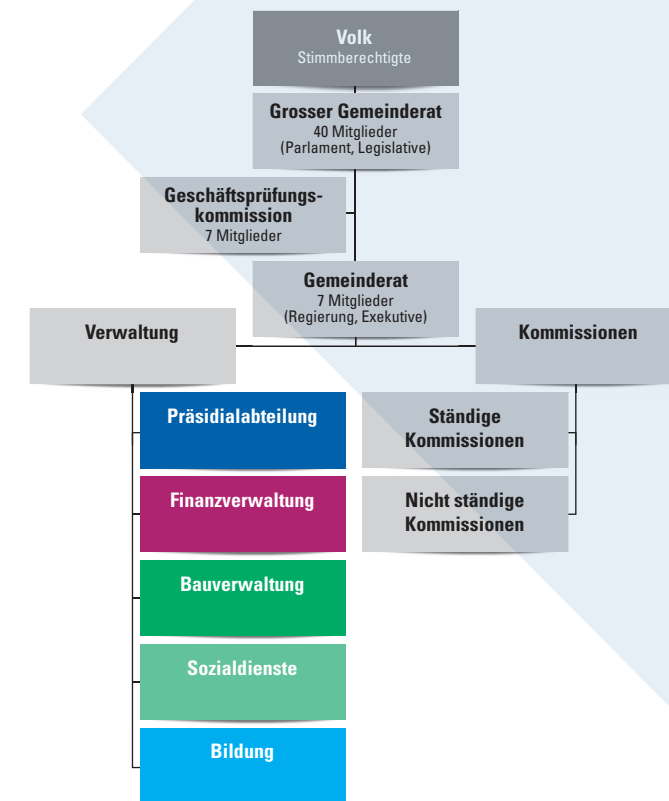 Volk
Stimmberechtigte
Grosser Gemeinderat
40 Mitglieder
(Parlament, Legislative)
Geschäftsprüfungs-
kommission
7 Mitglieder
Gemeinderat
7 Mitglieder
(Regierung, Exekutive)
Verwaltung
Kommissionen
Präsidialabteilung
Finanzverwaltung
Bauverwaltung
Sozialdienste
Bildung
Ständige
Kommissionen
Nicht ständige
Kommissionen